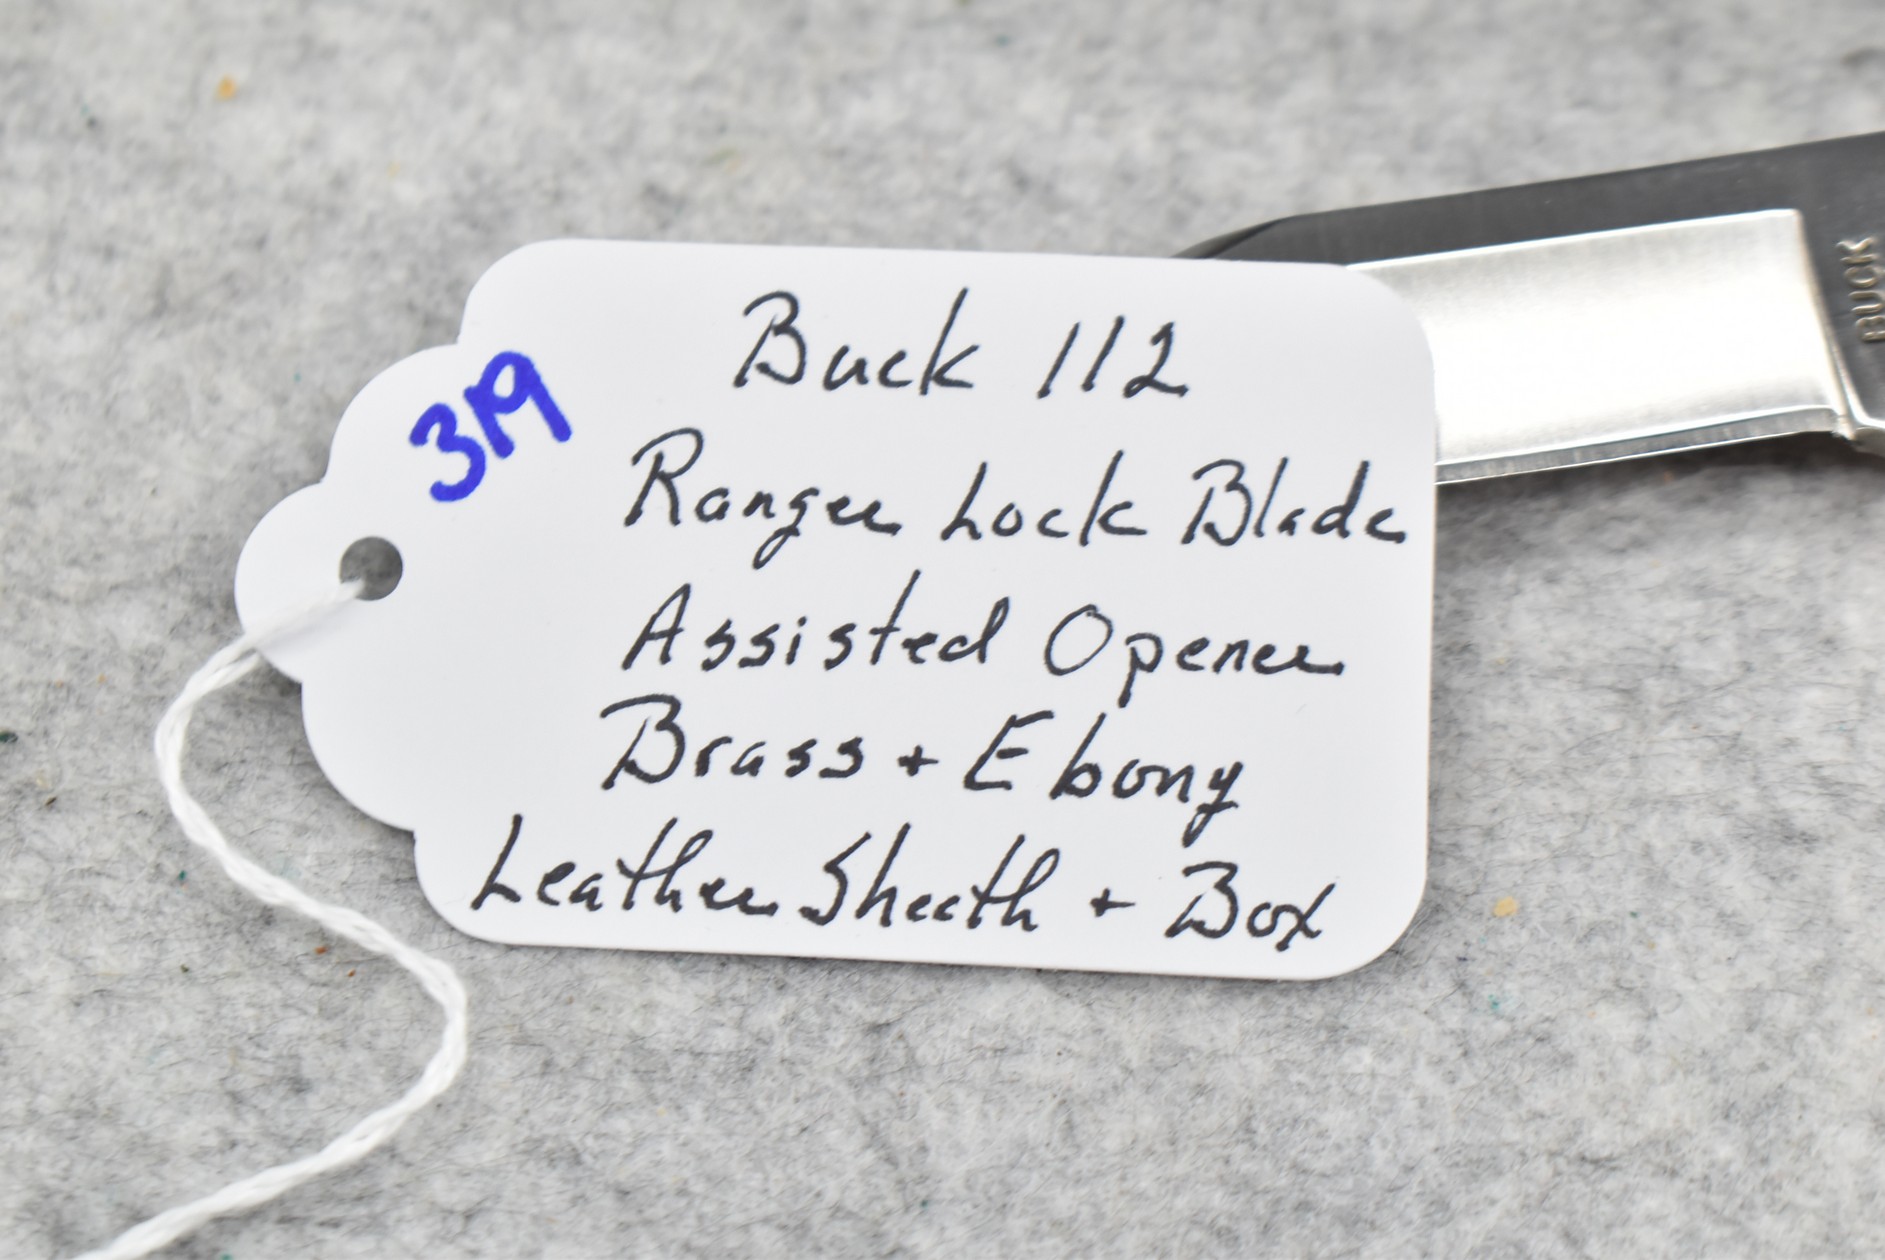 319
Buck 112
Ranger Lock Blade
Assisted Opener
Brass + Ebony
Leather Sheath + Box
BUCK